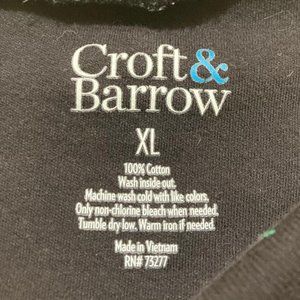 Croft&
Barrow
XL
100% Cotton
Wash inside out.
Machine wash cold with like colors.
Only non-chlorine bleach when needed.
Tumble dry low. Warm iron if needed.
Made in Vietnam
RN# 73277